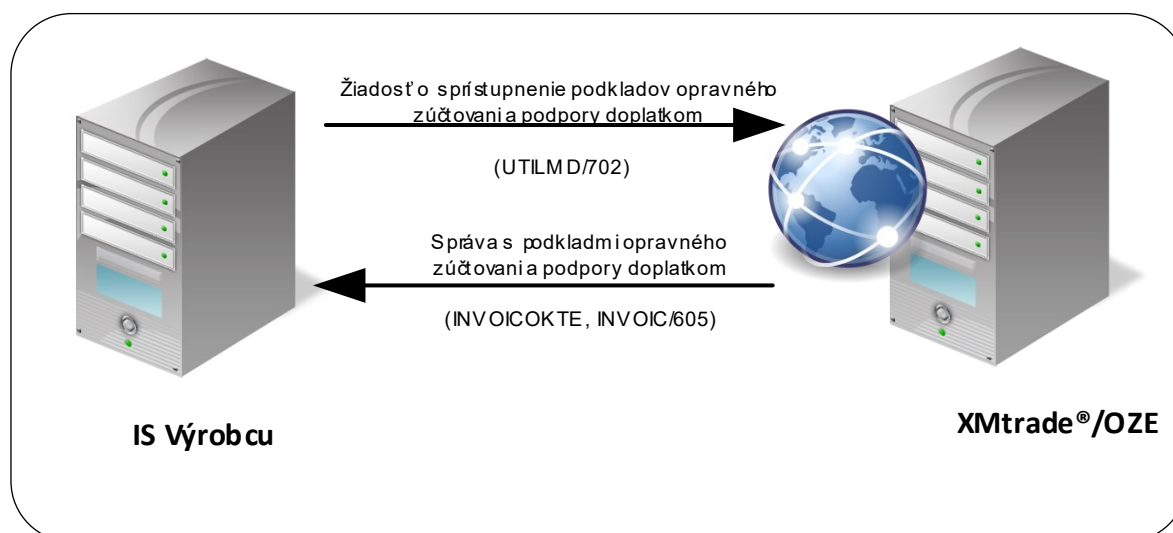 Žiadosť o sprístupnenie podkladov opravného
zúčtovania podpory doplatkom
(UTILMD/702)
Správa s podkladmi opravného
zúčtovania podpory doplatkom
(INVOICOKTE, INVOIC/605)
IS Výrobcu
XMtrade®/OZE